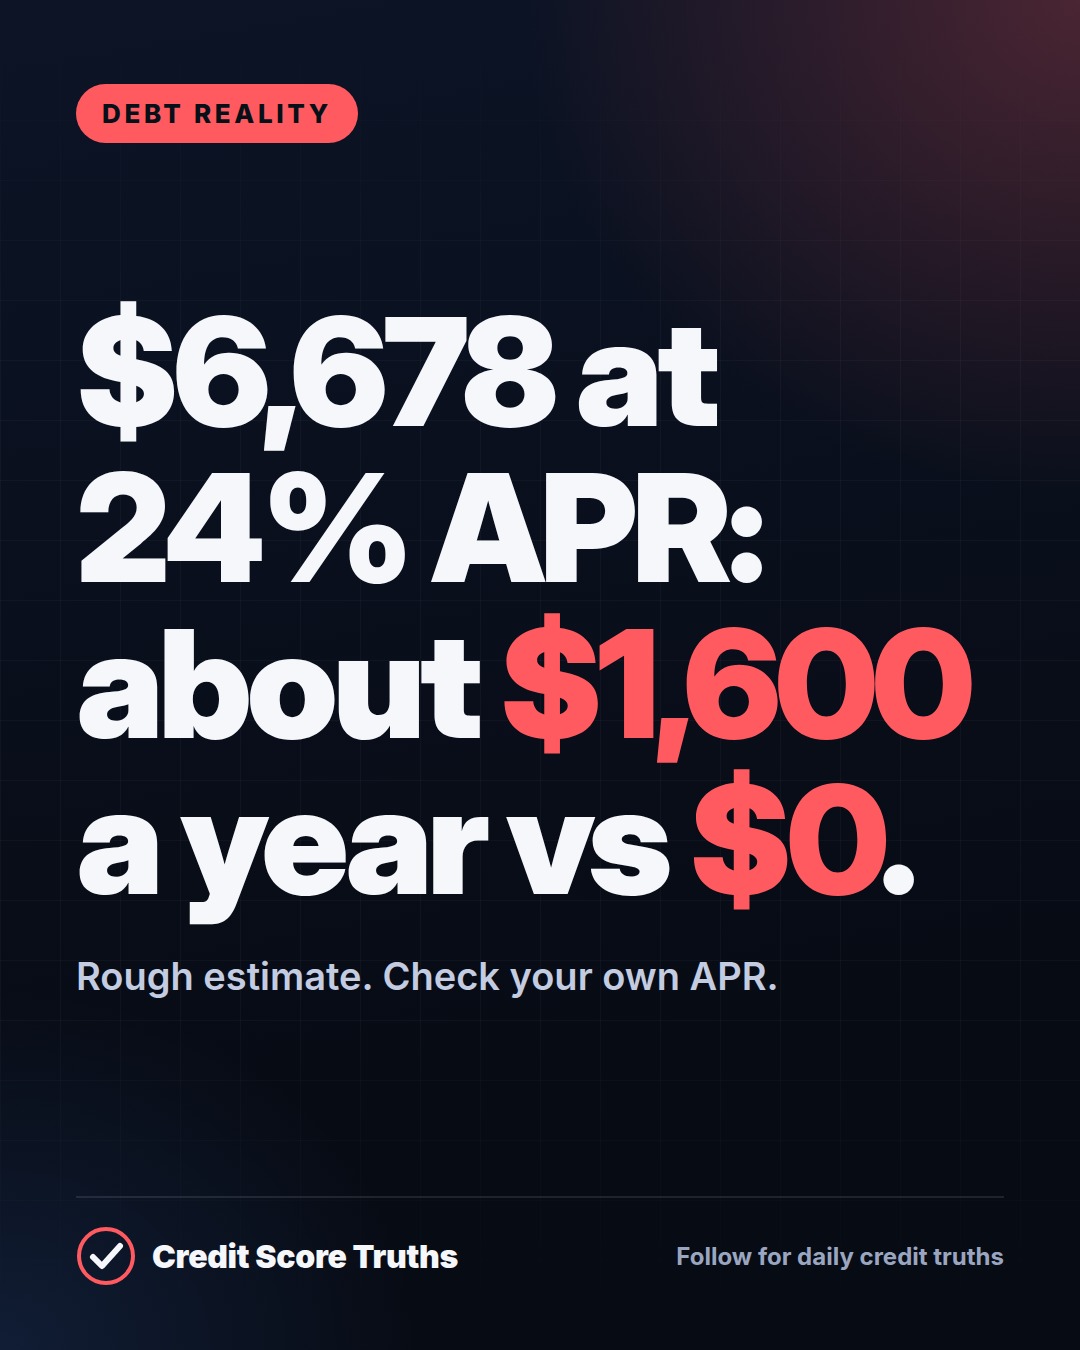 DEBT REALITY
$6,678 at
24% APR:
about $1,600
a year vs $0.
Rough estimate. Check your own APR.
Credit Score Truths
Follow for daily credit truths